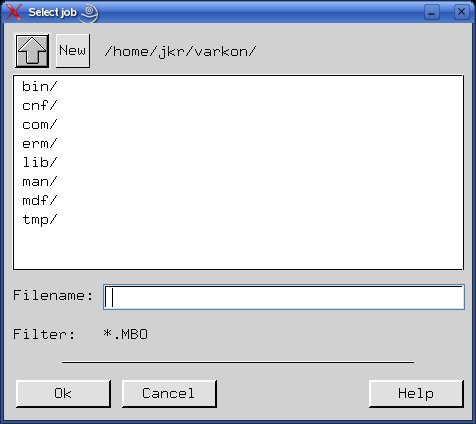 Select job
New /home/jkr/varkon/
bin/
cnf/
com/
erm/
lib/
man/
mdf/
tmp/
Filename:
Filter: *.MBO
Ok Cancel Help